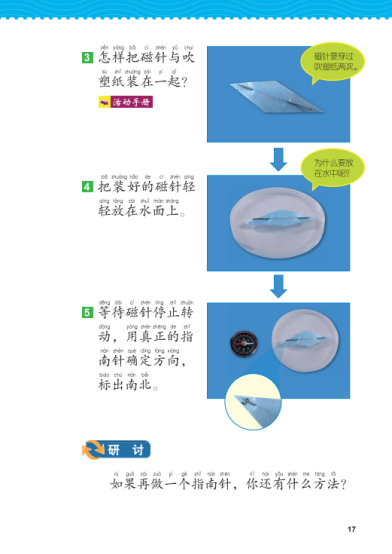 zěn yàng bǎ cí zhēn yǔ chuī
3 怎样把磁针与吹
sù zhǐ zhuāng zài yì qǐ
塑纸装在一起?
活动手册
磁针要穿过
吹塑纸两次。
bǎ zhuāng hǎo de cí zhēn qīng
4 把装好的磁针轻
qīng fàng zài shuǐ miàn shàng
轻放在水面上。
为什么要放
在水中呢?
děng dài cí zhēn tíng zhǐ zhuàn
5 等待磁针停止转
dòng yòng zhēn zhèng de zhǐ
动,用真正的指
nán zhēn què dìng fāng xiàng
南针确定方向,
biāo chū nán běi
标出南北。
研讨
rú guǒ zài zuò yí gè zhǐ nán zhēn nǐ hái yǒu shén me fāng fǎ
如果再做一个指南针,你还有什么方法?
17